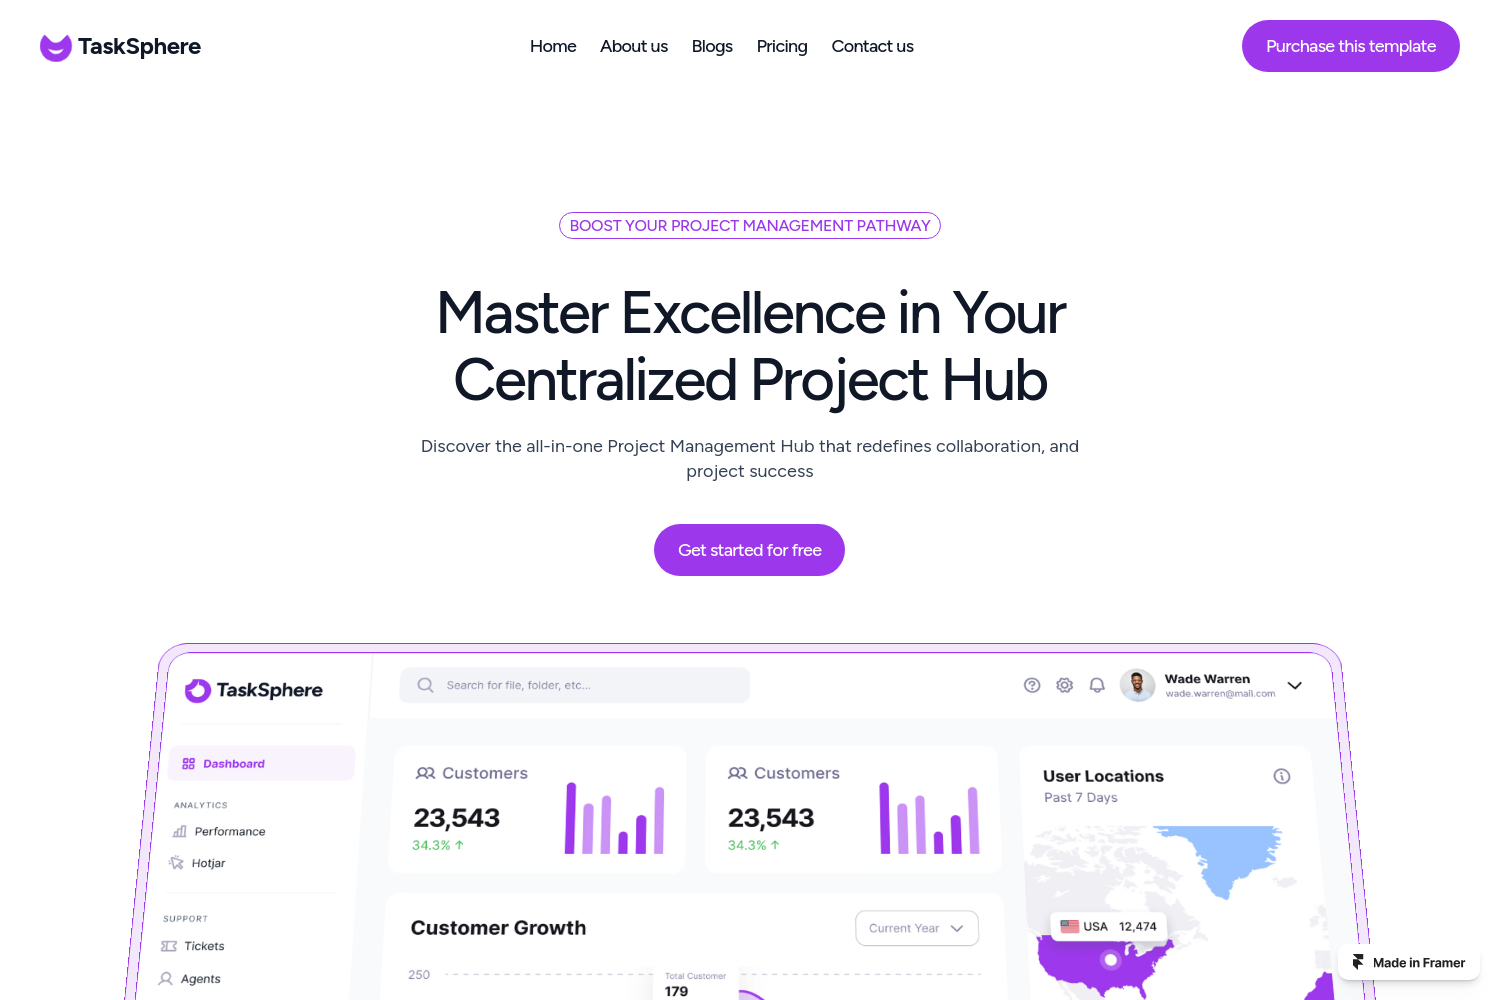 TaskSphere
Home About us Blogs Pricing Contact us
Purchase this template
BOOST YOUR PROJECT MANAGEMENT PATHWAY
Master Excellence in Your
Centralized Project Hub
Discover the all-in-one Project Management Hub that redefines collaboration, and
project success
Get started for free
TaskSphere
Search for file, folder, etc...
Wade Warren
wade.warren@mail.com
Dashboard
ANALYTICS
Performance
Hotjar
SUPPORT
Tickets
Agents
Customers
23,543
34.3% ↑
Customers
23,543
34.3% ↑
User Locations
Past 7 Days
USA 12,474
Customer Growth
Current Year
250
Total Customer
179
Made in Framer